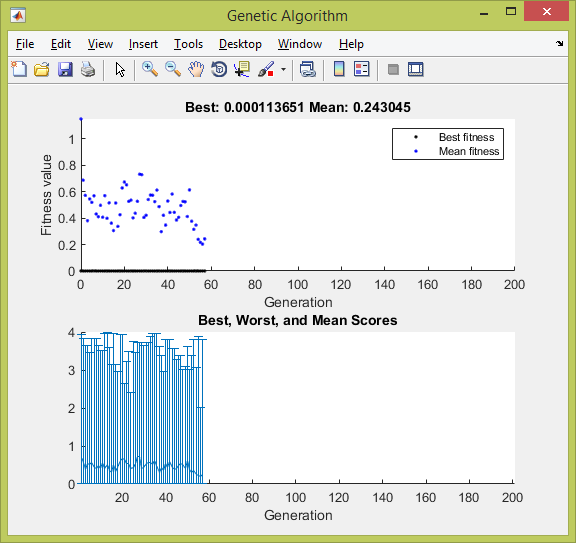 Genetic Algorithm
File Edit View Insert Tools Desktop Window Help
Best: 0.000113651 Mean: 0.243045
Best fitness
Mean fitness
Fitness value
1
0.8
0.6
0.4
0.2
0
0 20 40 60 80 100 120 140 160 180 200
Generation
Best, Worst, and Mean Scores
4
3
2
1
0
20 40 60 80 100 120 140 160 180 200
Generation